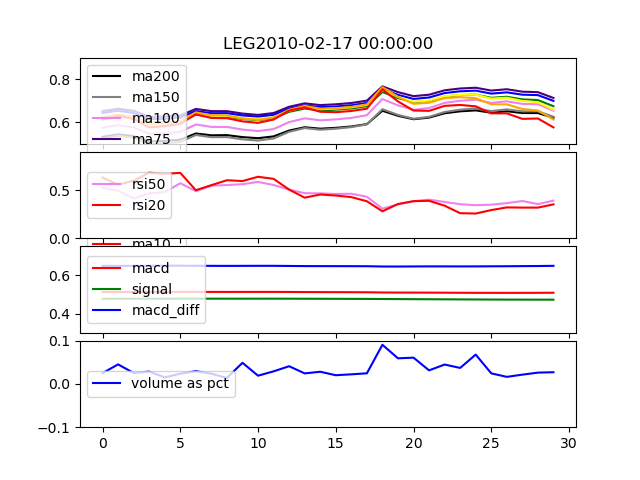 LEG2010-02-17 00:00:00
0.8
0.6
ma200
ma150
ma100
ma75
0.5
0.0
rsi50
rsi20
ma10
0.6
0.4
macd
signal
macd_diff
0.1
0.0
-0.1
volume as pct
0 5 10 15 20 25 30